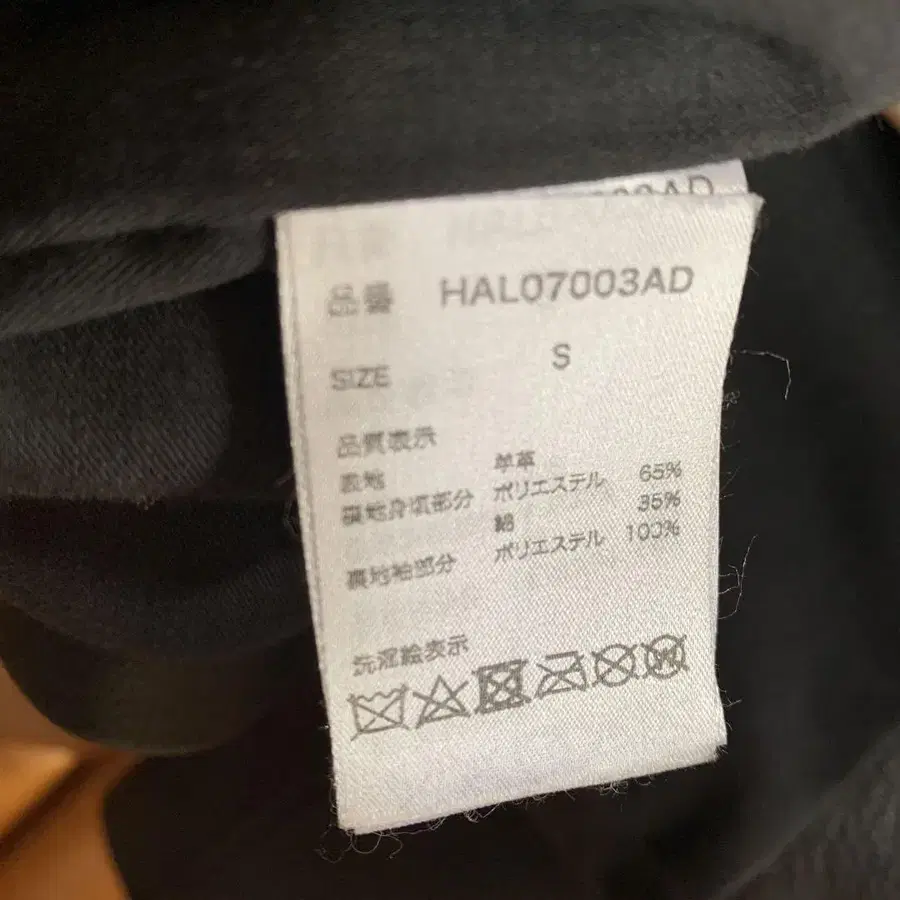 品番 HAL07003AD
SIZE S
品質表示
表地 羊革
裏地身頃部分 ポリエステル 65%
綿 35%
裏地袖部分 ポリエステル 100%
洗濯絵表示